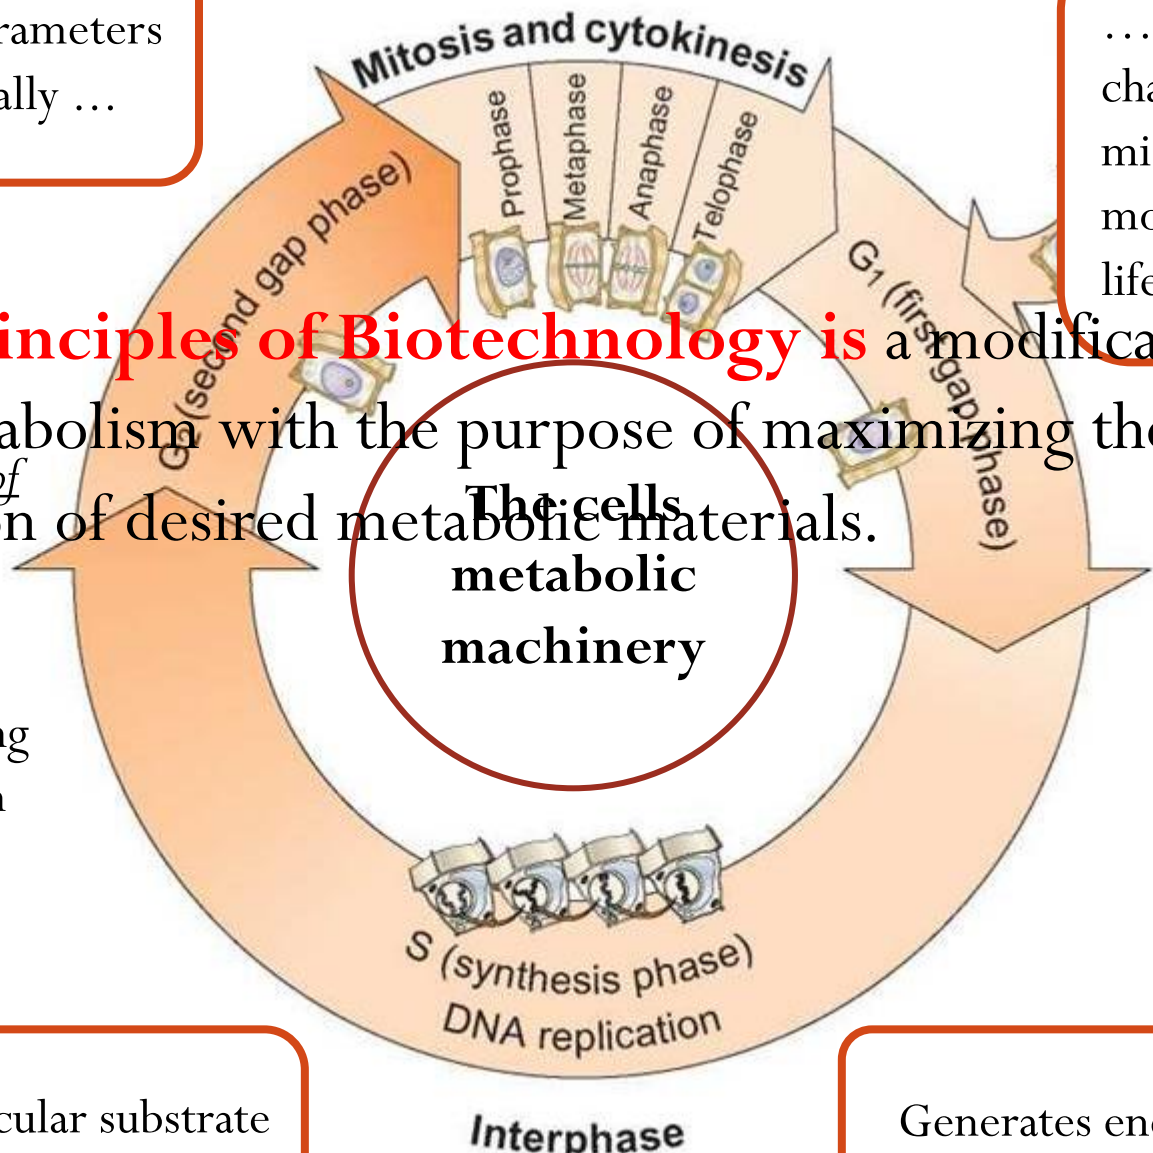 rameters
ally …
Mitosis and cytokinesis
…
cha
mi
mo
life
Prophase
Metaphase
Anaphase
Telophase
G2 (second gap phase)
G1 (first gap phase)
inciples of Biotechnology is a modifica
abolism with the purpose of maximizing the
of
n of desired metabolic materials.
The cells
metabolic
machinery
ng
n
S (synthesis phase)
DNA replication
cular substrate
Generates en
Interphase